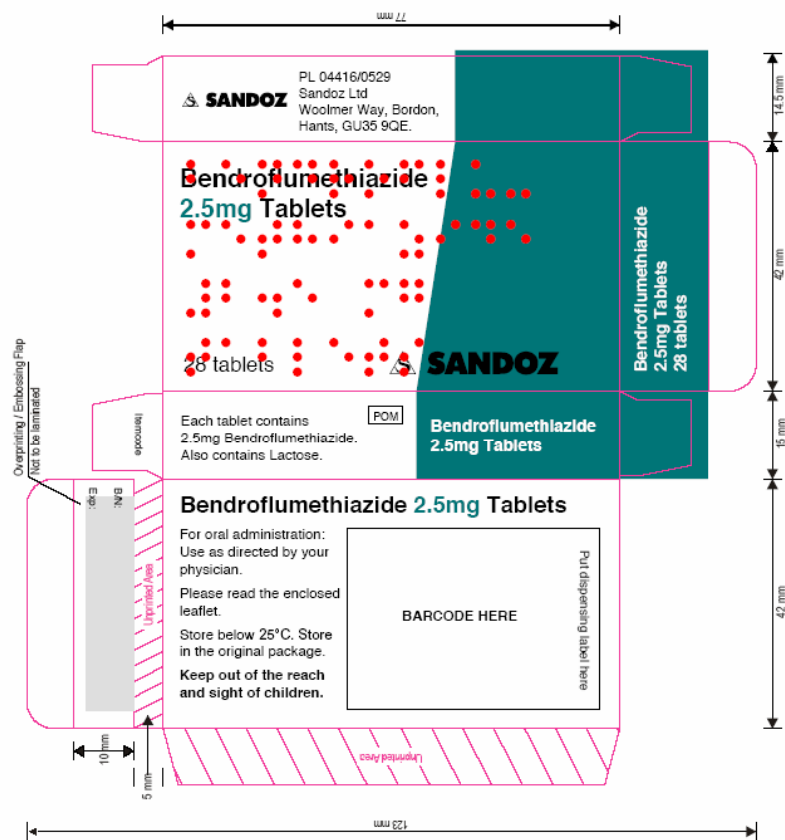 77 mm
SANDOZ
PL 04416/0529
Sandoz Ltd
Woolmer Way, Bordon,
Hants, GU35 9QE.
14.5 mm
Bendroflumethiazide
2.5mg Tablets
28 tablets
SANDOZ
Bendroflumethiazide
2.5mg Tablets
28 tablets
42 mm
Overprinting / Embossing Flap
Not to be laminated
Itemcode
Each tablet contains
2.5mg Bendroflumethiazide.
Also contains Lactose.
POM
Bendroflumethiazide
2.5mg Tablets
15 mm
B/N:
Exp:
Unprinted Area
Bendroflumethiazide 2.5mg Tablets
For oral administration:
Use as directed by your
physician.
Please read the enclosed
leaflet.
Store below 25°C. Store
in the original package.
Keep out of the reach
and sight of children.
BARCODE HERE
Put dispensing label here
42 mm
10 mm
5 mm
Unprinted Area
123 mm